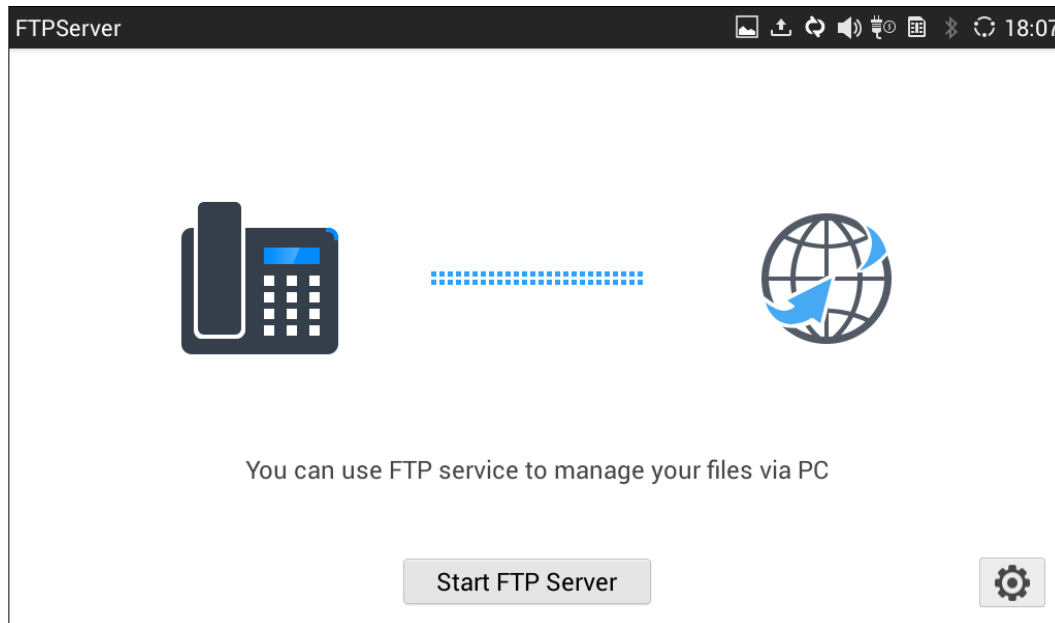 FTPServer
18:07
You can use FTP service to manage your files via PC
Start FTP Server